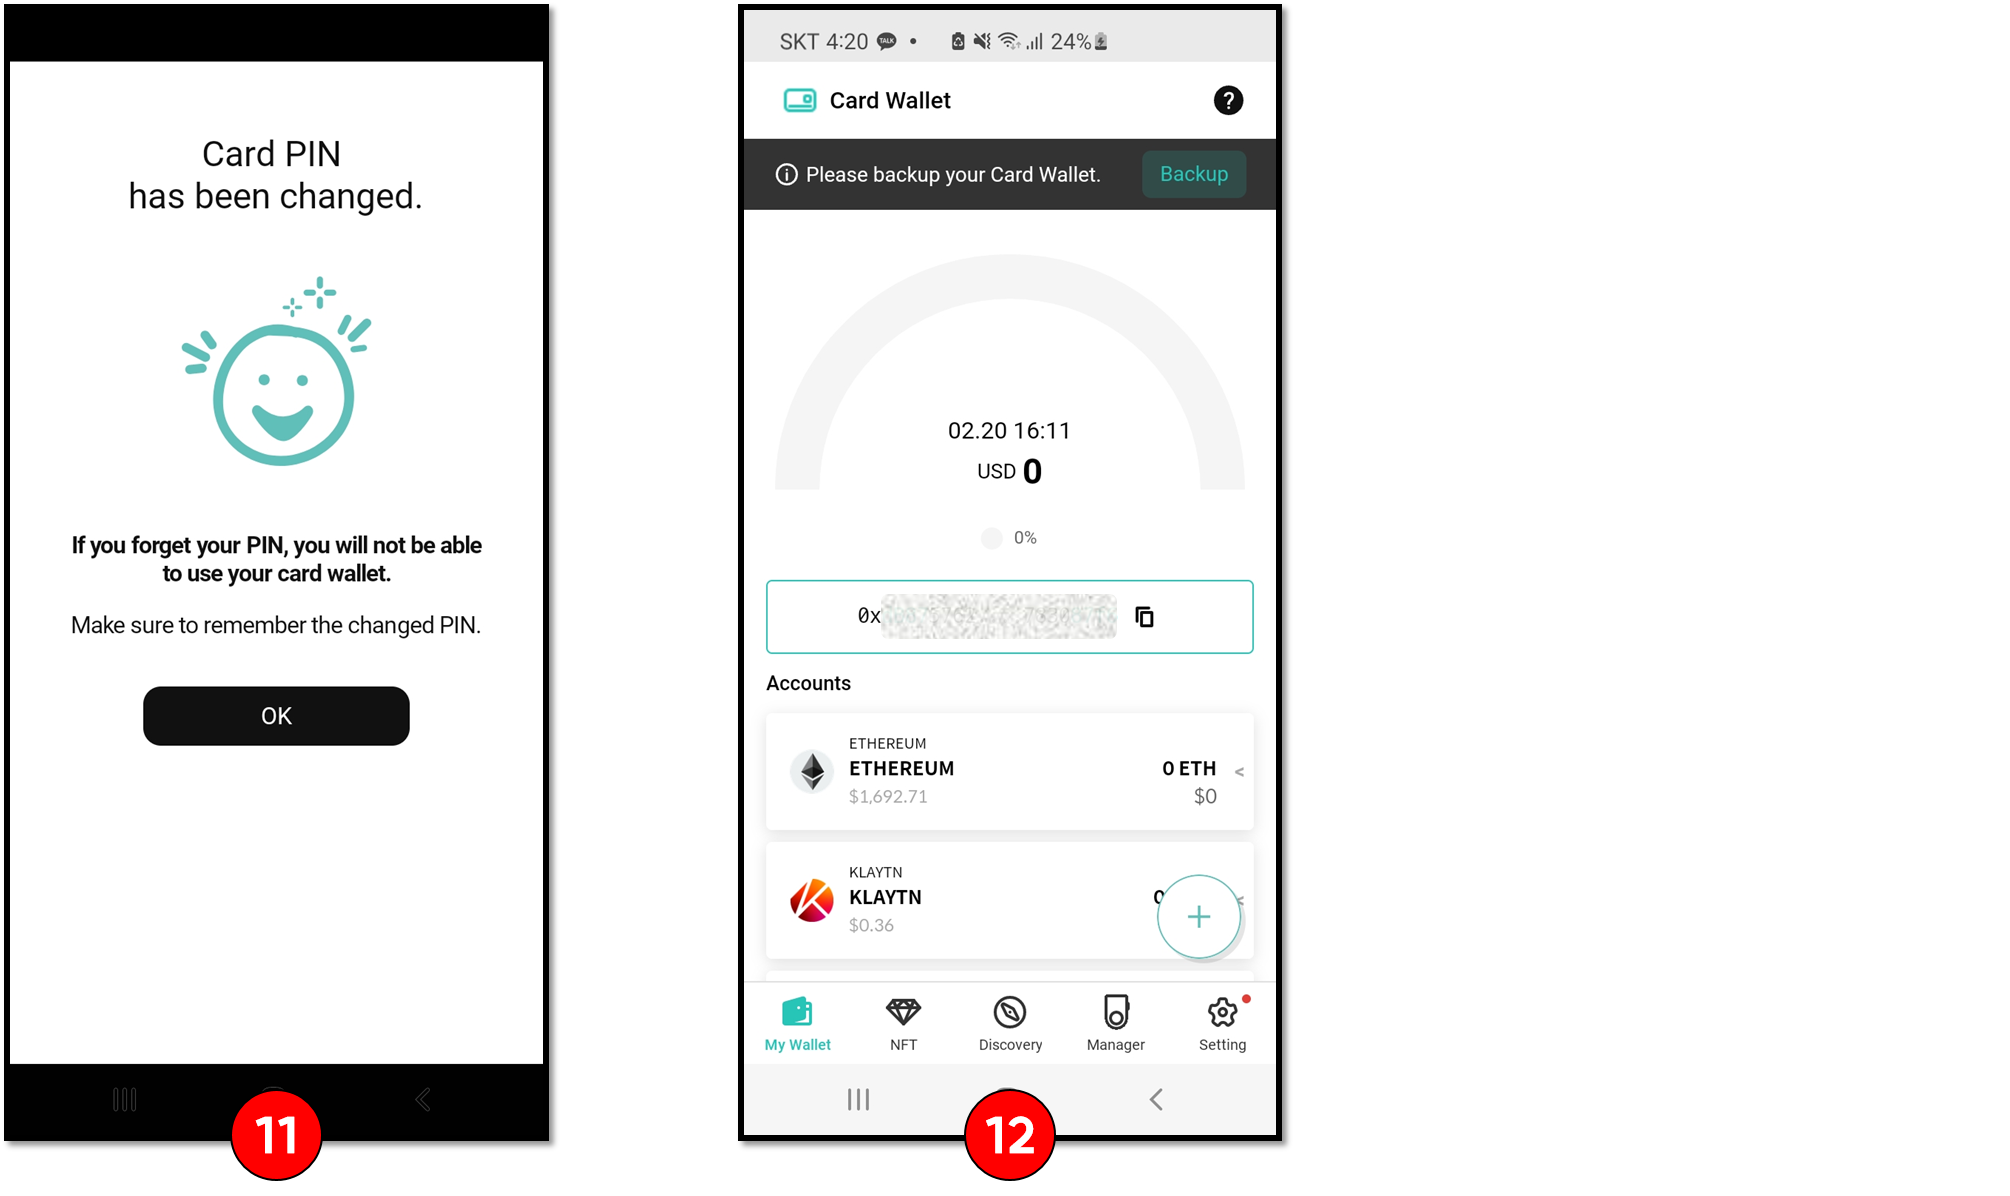 Card PIN
has been changed.
If you forget your PIN, you will not be able
to use your card wallet.
Make sure to remember the changed PIN.
OK
11
SKT 4:20 TALK • 24%
Card Wallet ?
Please backup your Card Wallet. Backup
02.20 16:11
USD 0
0%
0x
Accounts
ETHEREUM
ETHEREUM 0 ETH <
$1,692.71 $0
KLAYTN
KLAYTN 0 <
$0.36
+
My Wallet NFT Discovery Manager Setting
12